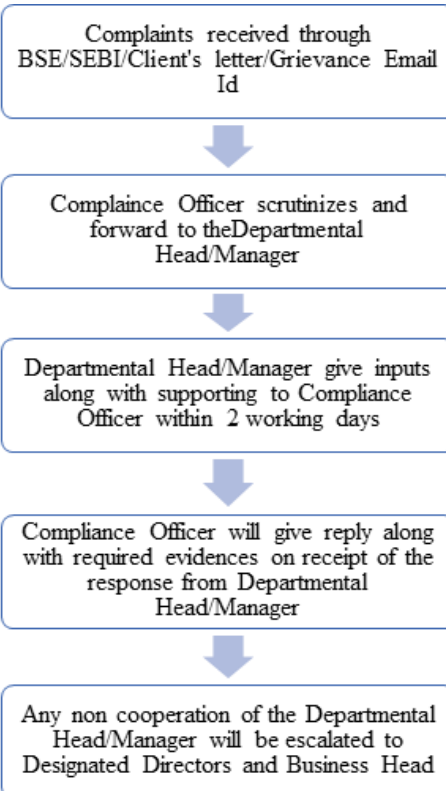 Complaints received through
BSE/SEBI/Client's letter/Grievance Email
Id
Complaince Officer scrutinizes and
forward to theDepartmental
Head/Manager
Departmental Head/Manager give inputs
along with supporting to Compliance
Officer within 2 working days
Compliance Officer will give reply along
with required evidences on receipt of the
response from Departmental
Head/Manager
Any non cooperation of the Departmental
Head/Manager will be escalated to
Designated Directors and Business Head